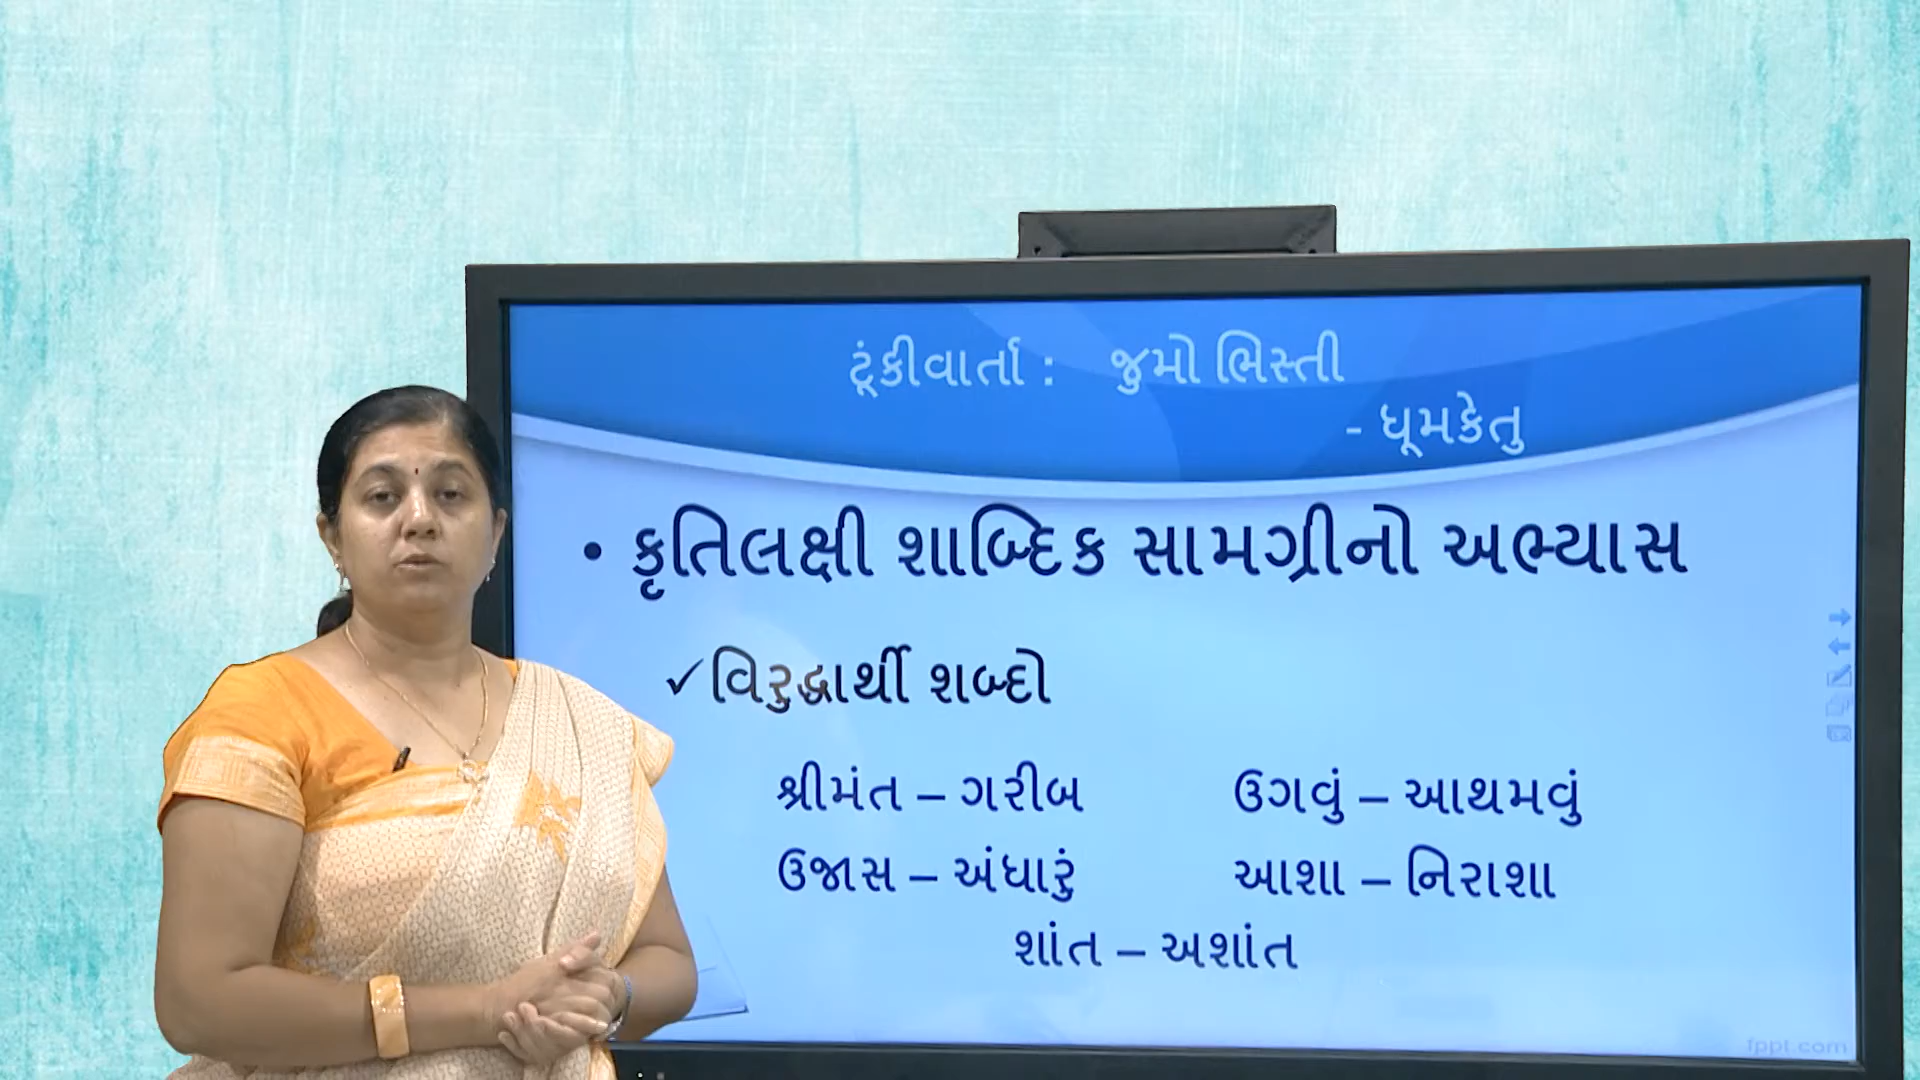 ટૂંકીવાર્તા : જુમો ભિસ્તી
- ધૂમકેતુ
• કૃતિલક્ષી શાબ્દિક સામગ્રીનો અભ્યાસ
✓વિરુદ્ધાર્થી શબ્દો
શ્રીમંત – ગરીબ ઉગવું – આથમવું
ઉજાસ – અંધારું આશા – નિરાશા
શાંત – અશાંત
fppt.com